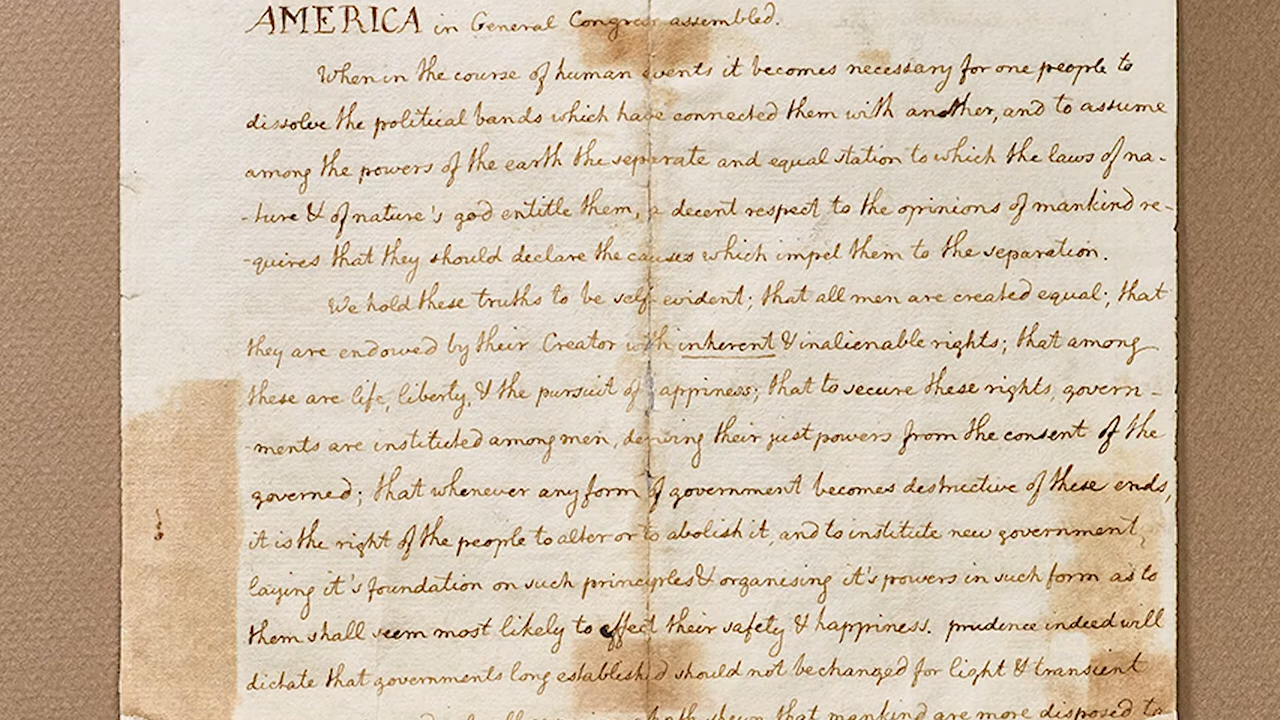 AMERICA in General Congress assembled.
When in the course of human events it becomes necessary for one people to
dissolve the political bands which have connected them with another, and to assume
among the powers of the earth the separate and equal station to which the laws of na-
-ture & of nature's god entitle them, a decent respect to the opinions of mankind re-
-quires that they should declare the causes which impel them to the separation.
We hold these truths to be self evident; that all men are created equal; that
they are endowed by their Creator with inherent & inalienable rights; that among
these are life, liberty, & the pursuit of happiness; that to secure these rights, govern-
-ments are instituted among men, deriving their just powers from the consent of the
governed; that whenever any form of government becomes destructive of these ends,
it is the right of the people to alter or to abolish it, and to institute new government,
laying it's foundation on such principles & organising it's powers in such form as to
them shall seem most likely to effect their safety & happiness. prudence indeed will
dictate that governments long established should not be changed for light & transient
shewn that mankind are more disposed to